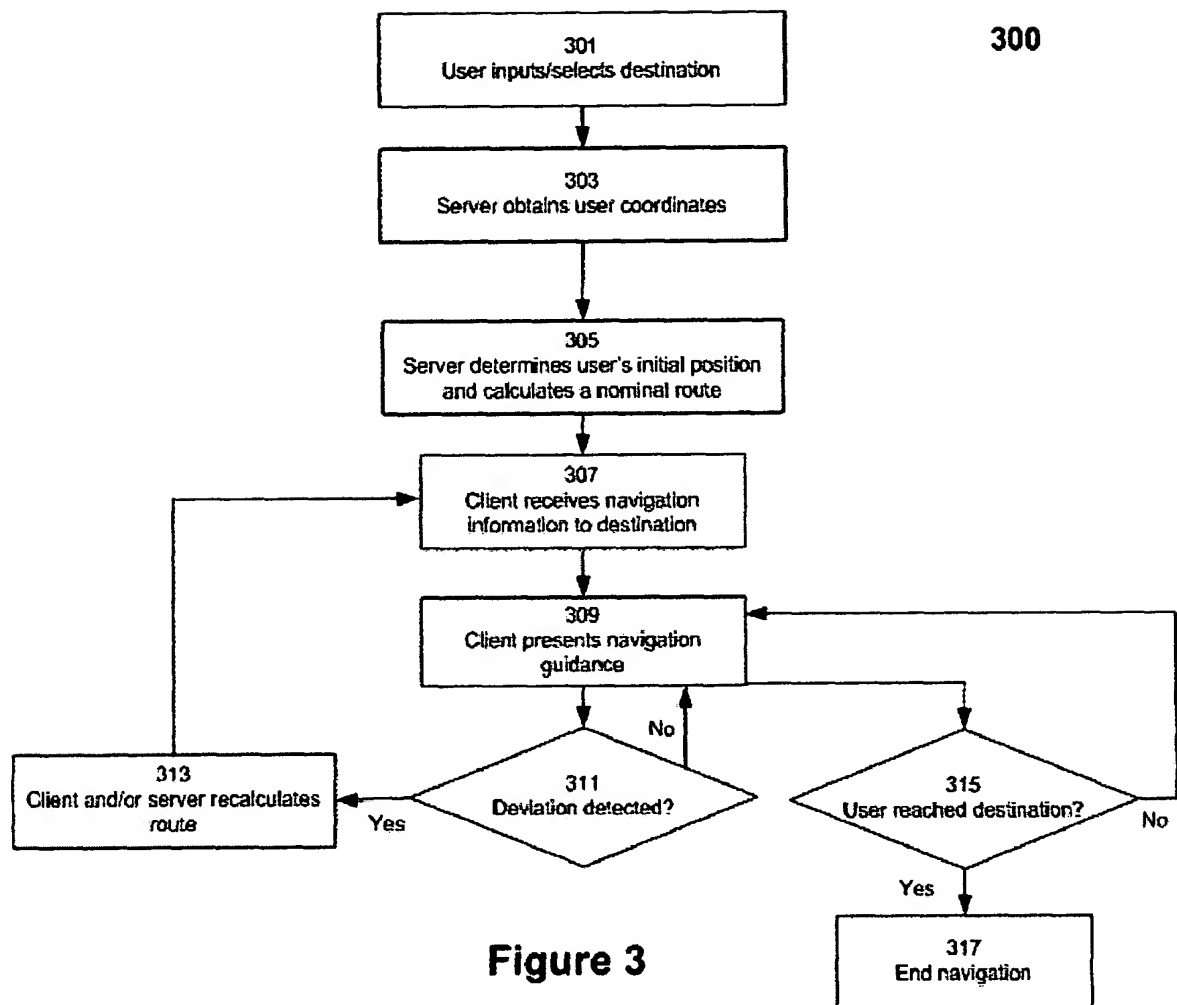 300
301
User inputs/selects destination
303
Server obtains user coordinates
305
Server determines user's initial position
and calculates a nominal route
307
Client receives navigation
information to destination
309
Client presents navigation
guidance
No
311
Deviation detected?
Yes
313
Client and/or server recalculates
route
315
User reached destination?
No
Yes
317
End navigation
Figure 3